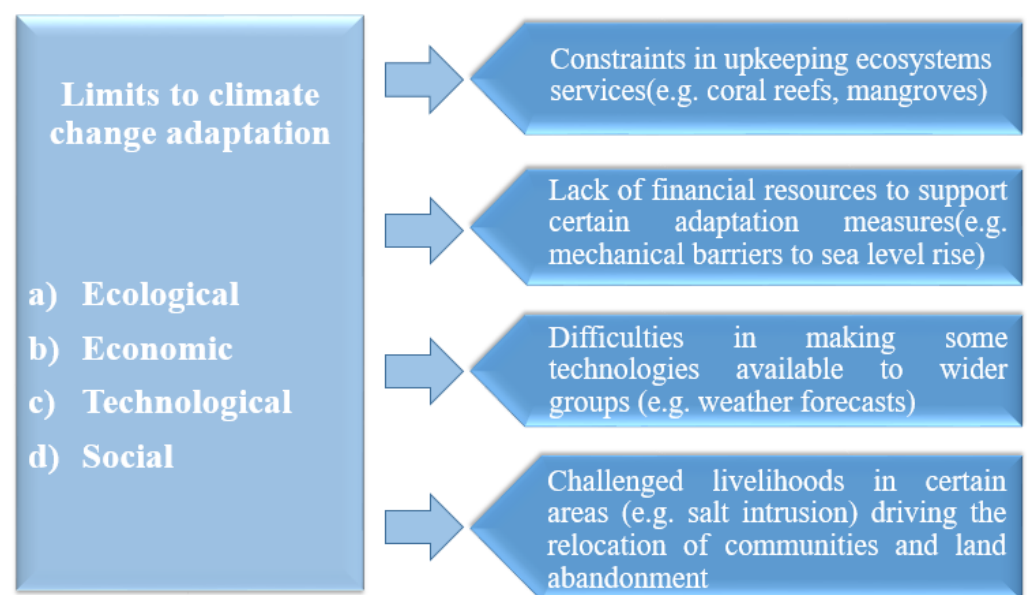 Limits to climate
change adaptation
a) Ecological
b) Economic
c) Technological
d) Social
Constraints in upkeeping ecosystems
services(e.g. coral reefs, mangroves)
Lack of financial resources to support
certain adaptation measures(e.g.
mechanical barriers to sea level rise)
Difficulties in making some
technologies available to wider
groups (e.g. weather forecasts)
Challenged livelihoods in certain
areas (e.g. salt intrusion) driving the
relocation of communities and land
abandonment